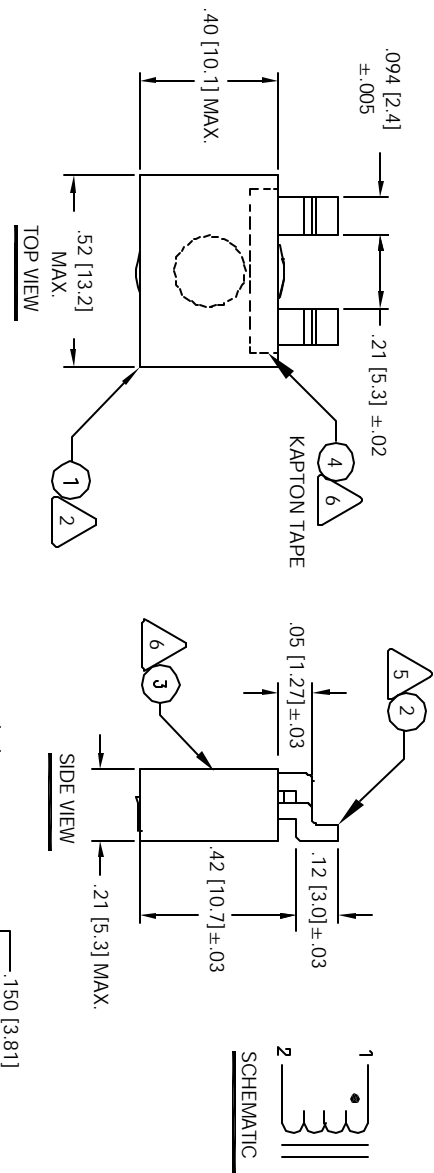 .094 [2.4]
±.005
.40 [10.1] MAX.
.21 [5.3] ±.02
.52 [13.2]
MAX.
TOP VIEW
KAPTON TAPE
4
6
1
2
5
2
.05 [1.27]±.03
6
3
.12 [3.0]±.03
.42 [10.7]±.03
.21 [5.3] MAX.
SIDE VIEW
1
2
SCHEMATIC
.150 [3.81]